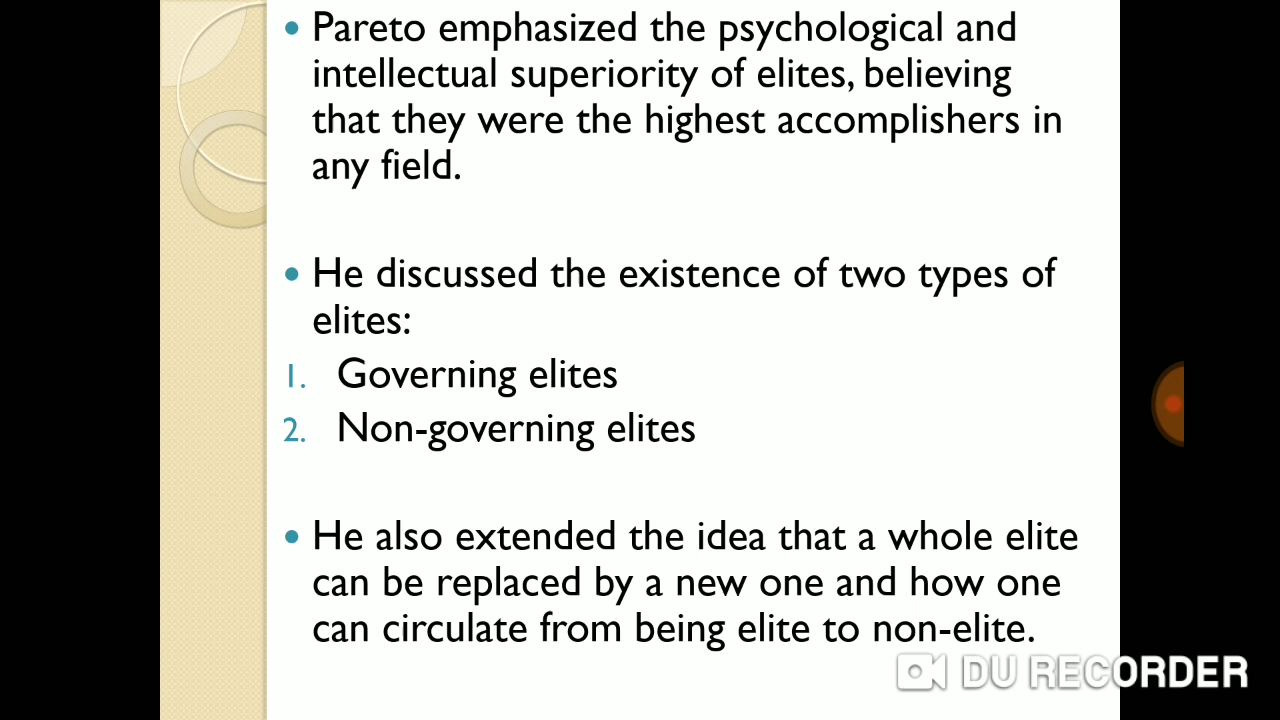 • Pareto emphasized the psychological and
intellectual superiority of elites, believing
that they were the highest accomplishers in
any field.
• He discussed the existence of two types of
elites:
1. Governing elites
2. Non-governing elites
• He also extended the idea that a whole elite
can be replaced by a new one and how one
can circulate from being elite to non-elite.
DU RECORDER